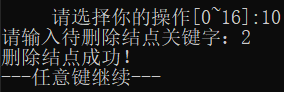 请选择你的操作[0~16]:10
请输入待删除结点关键字：2
删除结点成功！
---任意键继续---